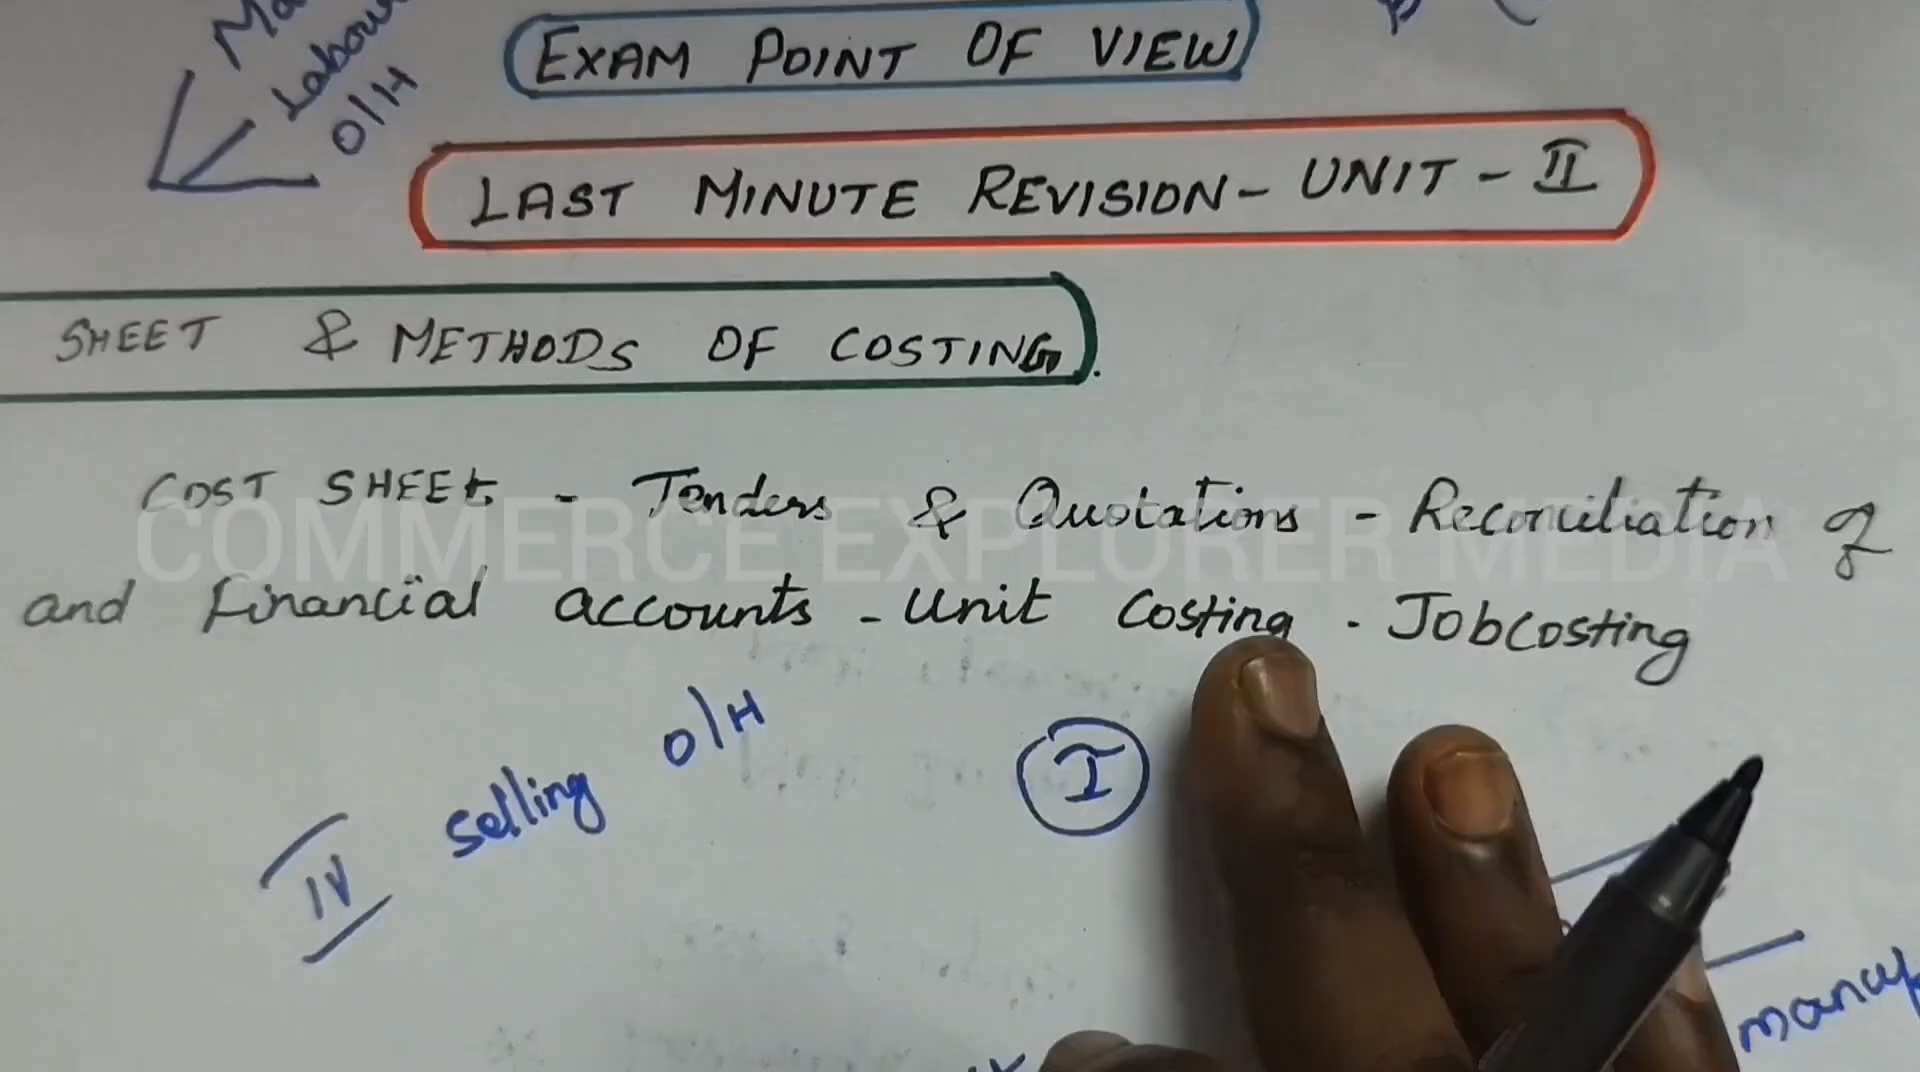 Labour
O/H
EXAM POINT OF VIEW
LAST MINUTE REVISION - UNIT - II
SHEET & METHODS OF COSTING.
COST SHEET - Tenders & Quotations - Reconciliation of
COMMERCE EXPLORER MEDIA
and Financial accounts - Unit Costing - Jobcosting
IV selling O/H
I